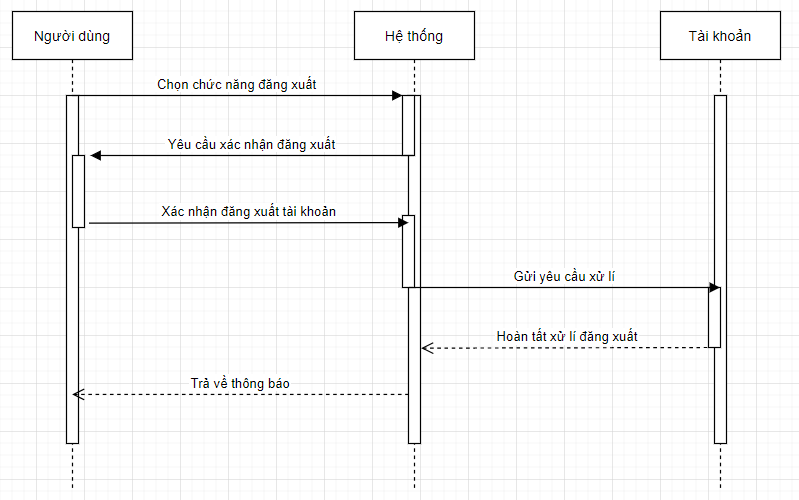 Người dùng
Hệ thống
Tài khoản
Chọn chức năng đăng xuất
Yêu cầu xác nhận đăng xuất
Xác nhận đăng xuất tài khoản
Gửi yêu cầu xử lí
Hoàn tất xử lí đăng xuất
Trả về thông báo